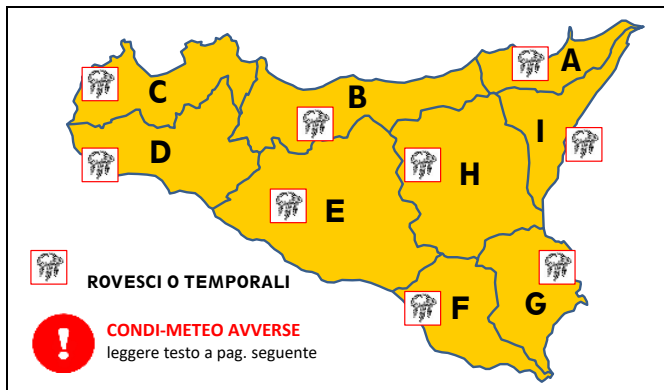 A
C
B
I
D
H
E
ROVESCI O TEMPORALI
F
G
CONDI-METEO AVVERSE
leggere testo a pag. seguente